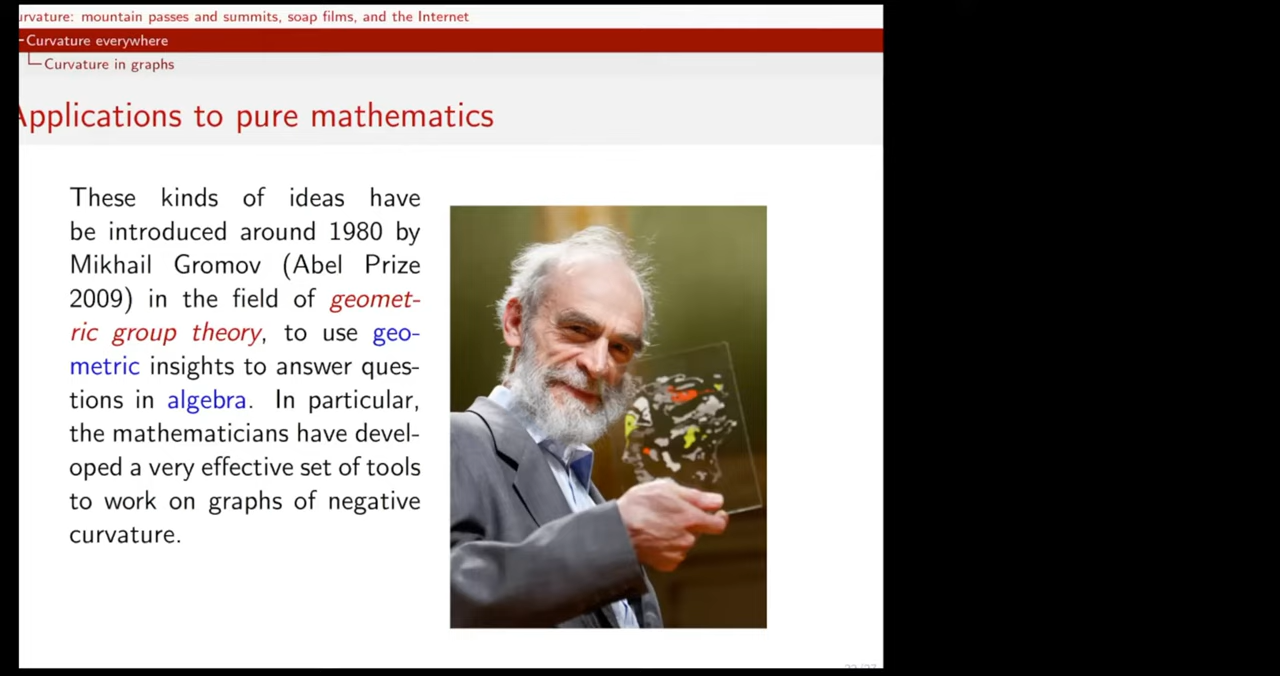 urvature: mountain passes and summits, soap films, and the Internet
Curvature everywhere
Curvature in graphs
Applications to pure mathematics
These kinds of ideas have
be introduced around 1980 by
Mikhail Gromov (Abel Prize
2009) in the field of geomet-
ric group theory, to use geo-
metric insights to answer ques-
tions in algebra. In particular,
the mathematicians have devel-
oped a very effective set of tools
to work on graphs of negative
curvature.